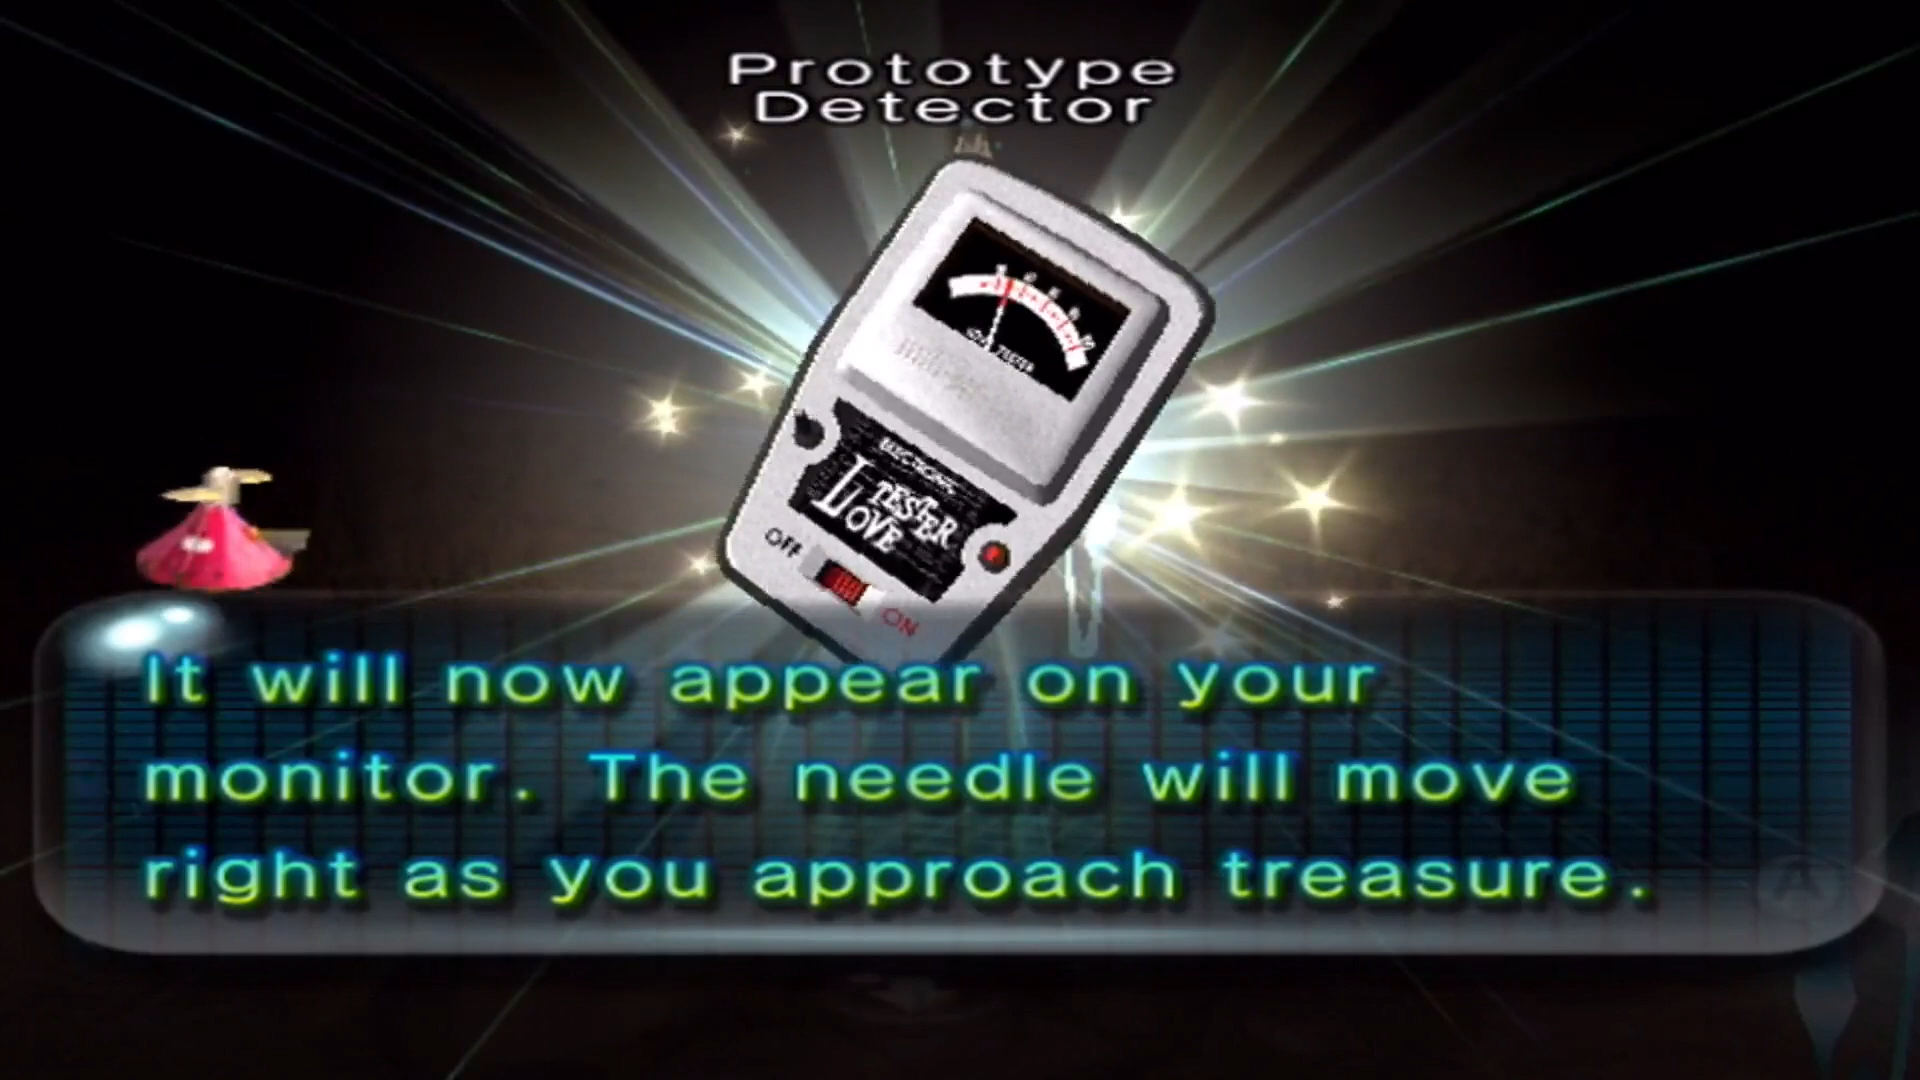 Prototype
Detector
TESTER
ELECTRONIC
LOVE TESTER
OFF
ON
It will now appear on your
monitor. The needle will move
right as you approach treasure.